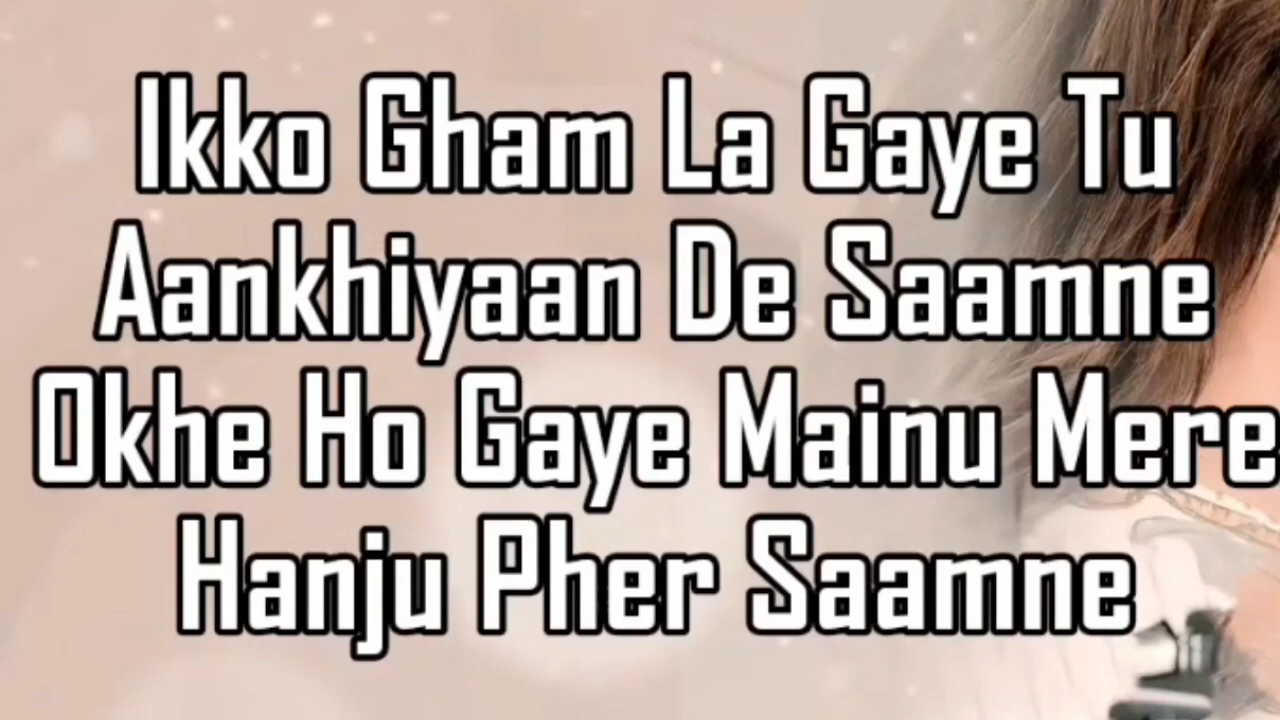 Ikko Gham La Gaye Tu
Aankhiyaan De Saamne
Okhe Ho Gaye Mainu Mere
Hanju Pher Saamne